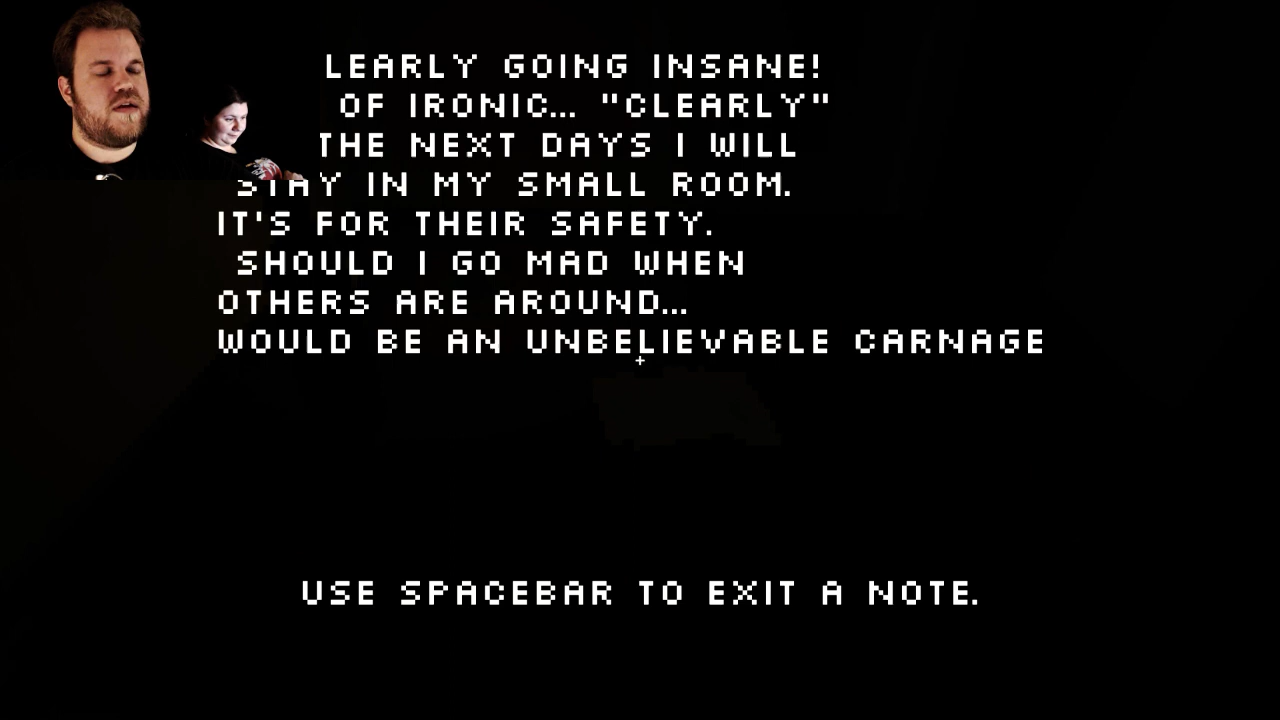 LEARLY GOING INSANE!
OF IRONIC... "CLEARLY"
THE NEXT DAYS I WILL
STAY IN MY SMALL ROOM.
IT'S FOR THEIR SAFETY.
SHOULD I GO MAD WHEN
OTHERS ARE AROUND...
WOULD BE AN UNBELIEVABLE CARNAGE
USE SPACEBAR TO EXIT A NOTE.